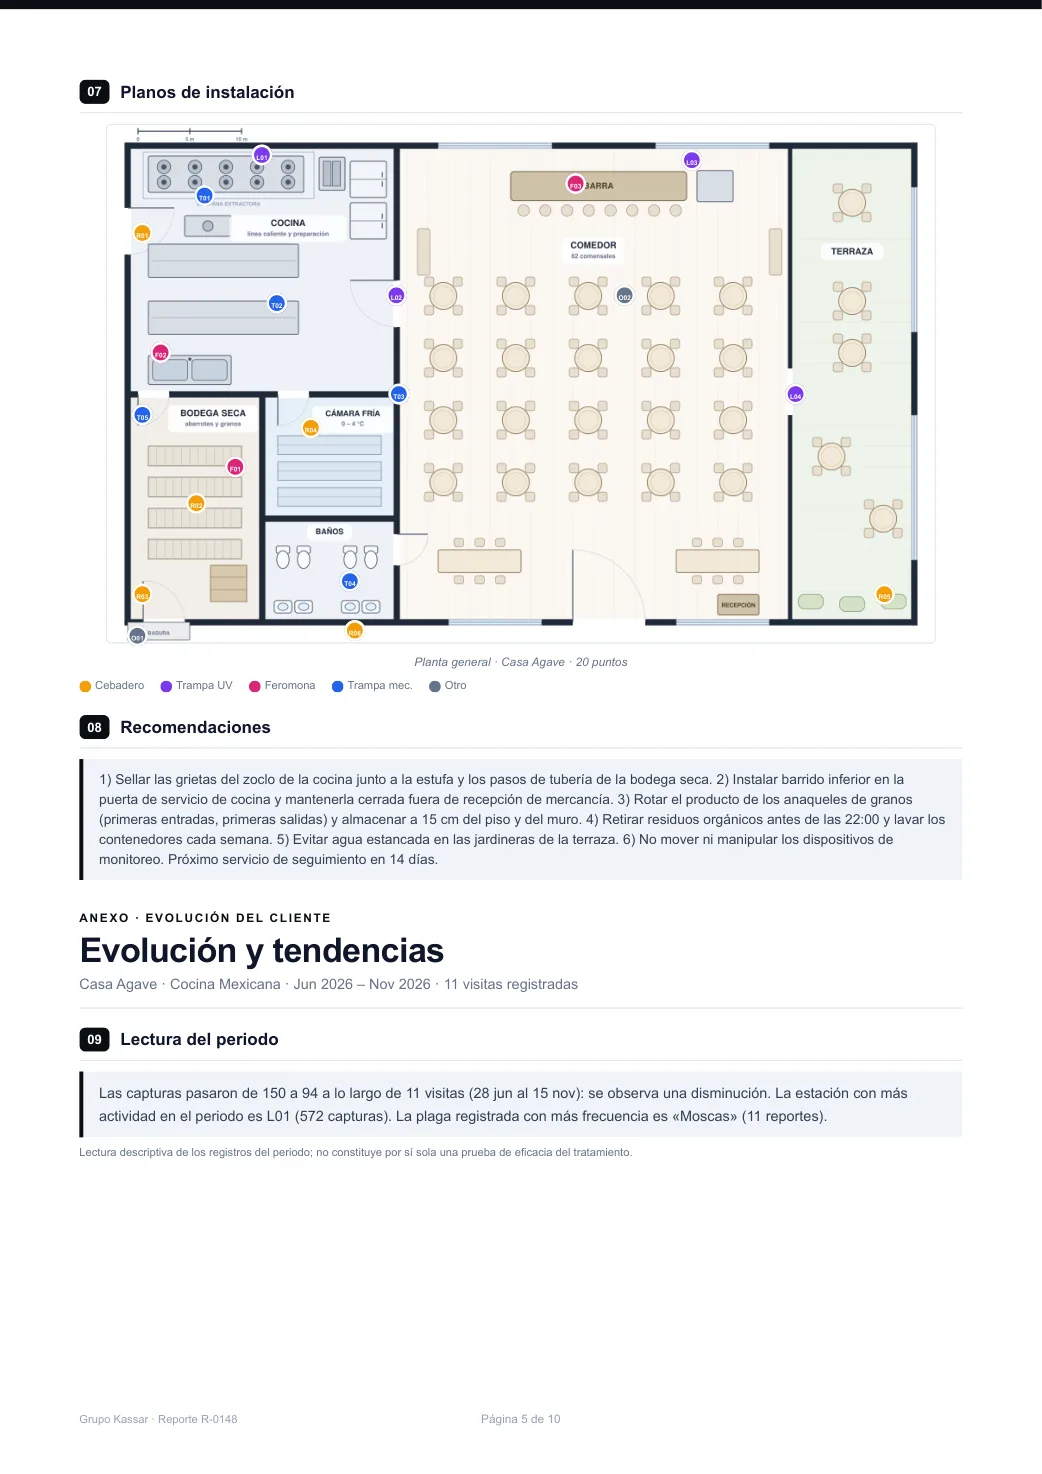 07 Planos de instalación
0 5 m 10 m
L01
L03
T01
F03 BARRA
COCINA
línea caliente y preparación
R01
COMEDOR
62 comensales
TERRAZA
L02
O02
T02
F02
T03
L04
T05
BODEGA SECA
abarrotes y granos
CÁMARA FRÍA
0 – 4 °C
R04
F01
R02
BAÑOS
T04
R03
R05
RECEPCIÓN
O01 BASURA
R06
Planta general · Casa Agave · 20 puntos
Cebadero Trampa UV Feromona Trampa mec. Otro
08 Recomendaciones
1) Sellar las grietas del zoclo de la cocina junto a la estufa y los pasos de tubería de la bodega seca. 2) Instalar barrido inferior en la
puerta de servicio de cocina y mantenerla cerrada fuera de recepción de mercancía. 3) Rotar el producto de los anaqueles de granos
(primeras entradas, primeras salidas) y almacenar a 15 cm del piso y del muro. 4) Retirar residuos orgánicos antes de las 22:00 y lavar los
contenedores cada semana. 5) Evitar agua estancada en las jardineras de la terraza. 6) No mover ni manipular los dispositivos de
monitoreo. Próximo servicio de seguimiento en 14 días.
ANEXO · EVOLUCIÓN DEL CLIENTE
Evolución y tendencias
Casa Agave · Cocina Mexicana · Jun 2026 – Nov 2026 · 11 visitas registradas
09 Lectura del periodo
Las capturas pasaron de 150 a 94 a lo largo de 11 visitas (28 jun al 15 nov): se observa una disminución. La estación con más
actividad en el periodo es L01 (572 capturas). La plaga registrada con más frecuencia es «Moscas» (11 reportes).
Lectura descriptiva de los registros del periodo; no constituye por sí sola una prueba de eficacia del tratamiento.
Grupo Kassar · Reporte R-0148 Página 5 de 10